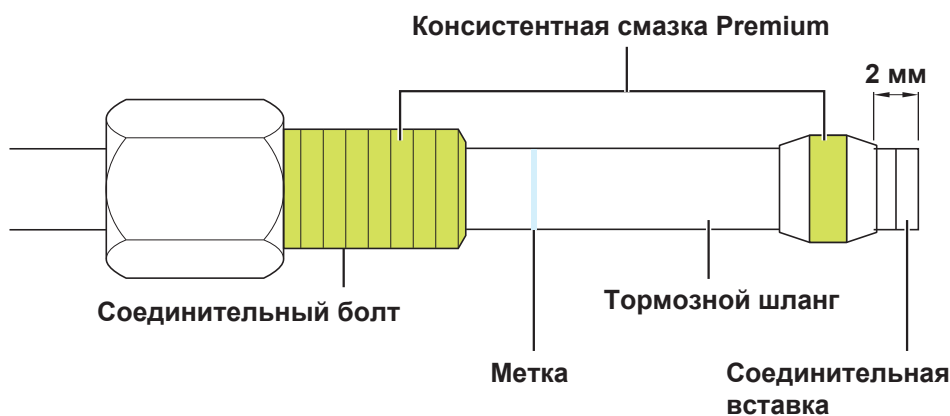 Консистентная смазка Premium
2 мм
Соединительный болт
Тормозной шланг
Метка
Соединительная
вставка